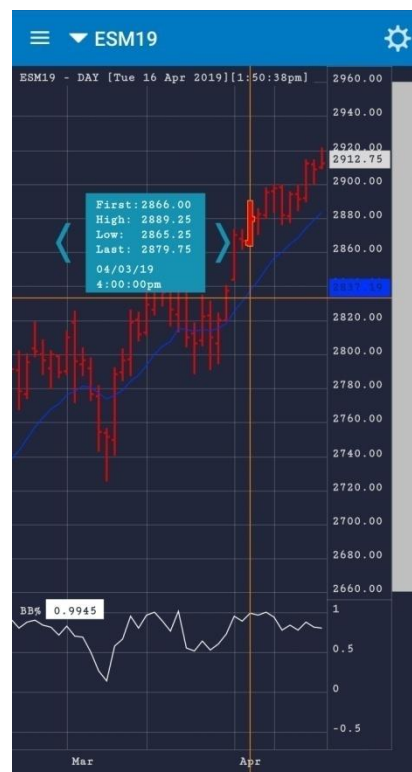 ESM19
ESM19 - DAY [Tue 16 Apr 2019][1:50:38pm]
2960.00
2940.00
2920.00
2912.75
2900.00
First: 2866.00
High: 2889.25
Low: 2865.25
Last: 2879.75
04/03/19
4:00:00pm
2880.00
2860.00
2837.19
2820.00
2800.00
2780.00
2760.00
2740.00
2720.00
2700.00
2680.00
2660.00
BB% 0.9945
1
0.5
0
-0.5
Mar
Apr